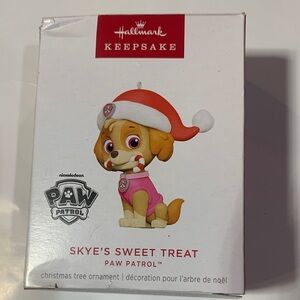 Hallmark
KEEPSAKE
nickelodeon
PAW
PATROL
SKYE'S SWEET TREAT
PAW PATROL™
christmas tree ornament | décoration pour l'arbre de noël